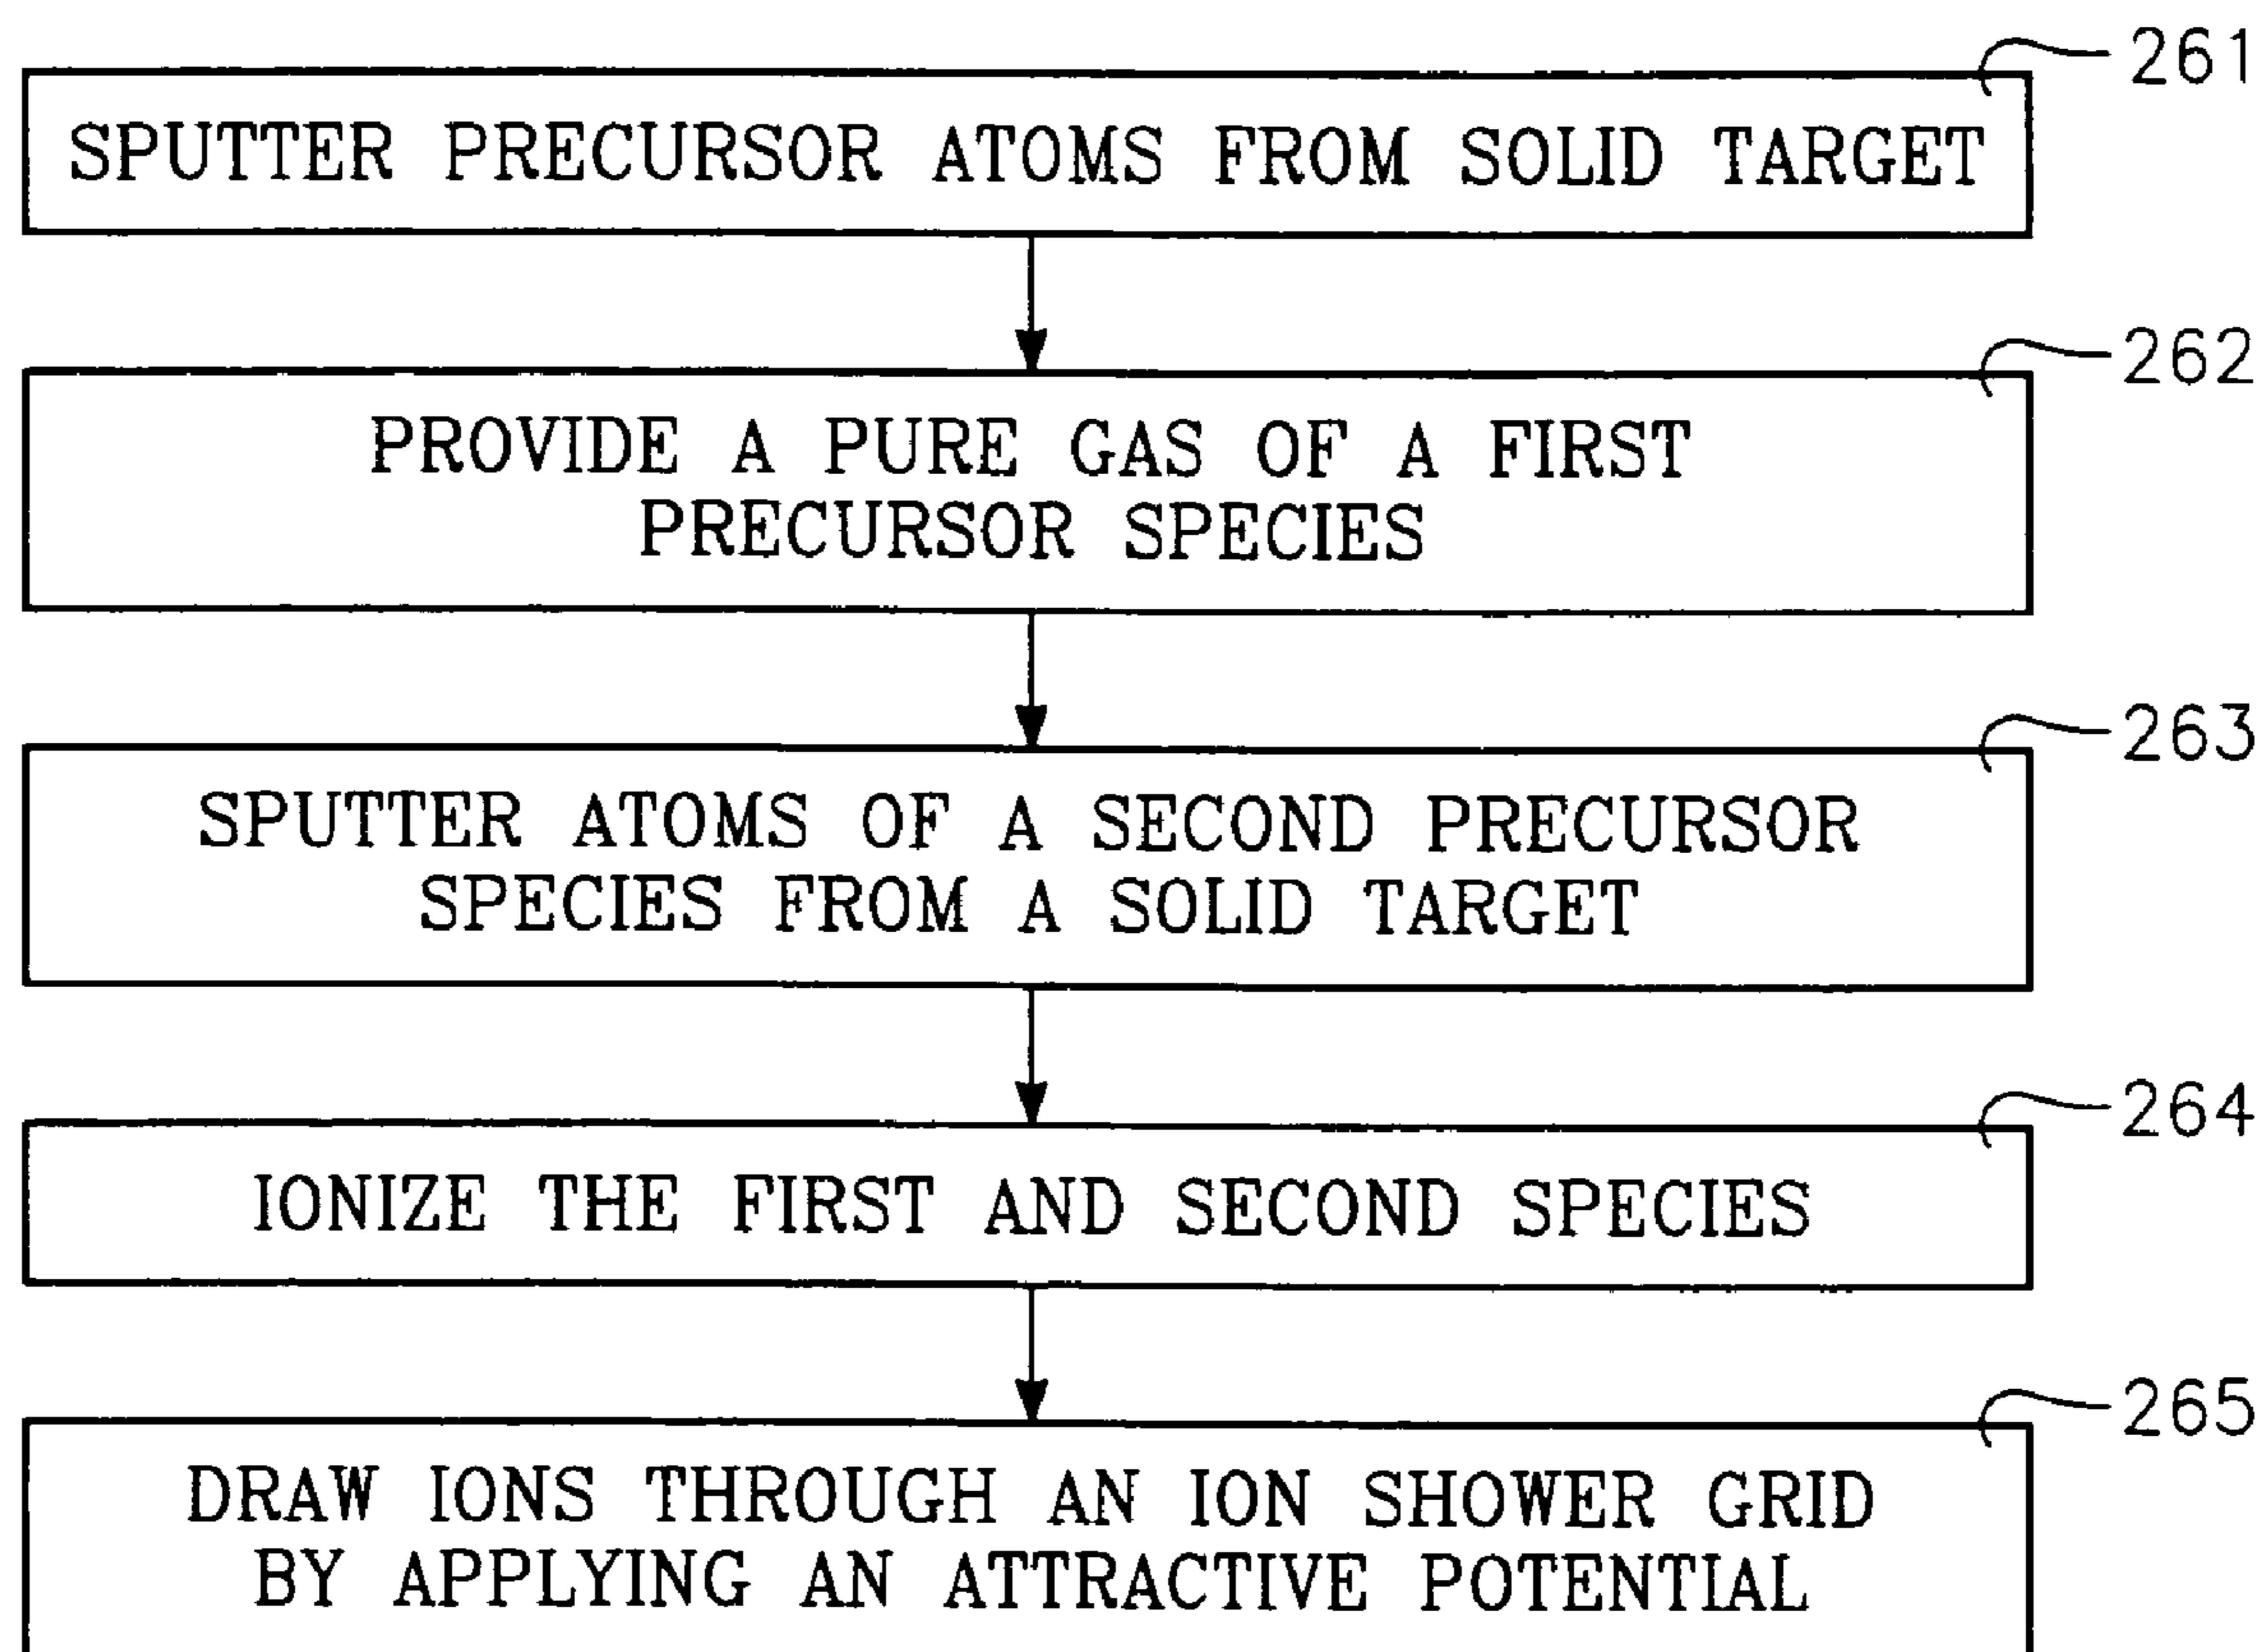 261
SPUTTER PRECURSOR ATOMS FROM SOLID TARGET
262
PROVIDE A PURE GAS OF A FIRST
PRECURSOR SPECIES
263
SPUTTER ATOMS OF A SECOND PRECURSOR
SPECIES FROM A SOLID TARGET
264
IONIZE THE FIRST AND SECOND SPECIES
265
DRAW IONS THROUGH AN ION SHOWER GRID
BY APPLYING AN ATTRACTIVE POTENTIAL